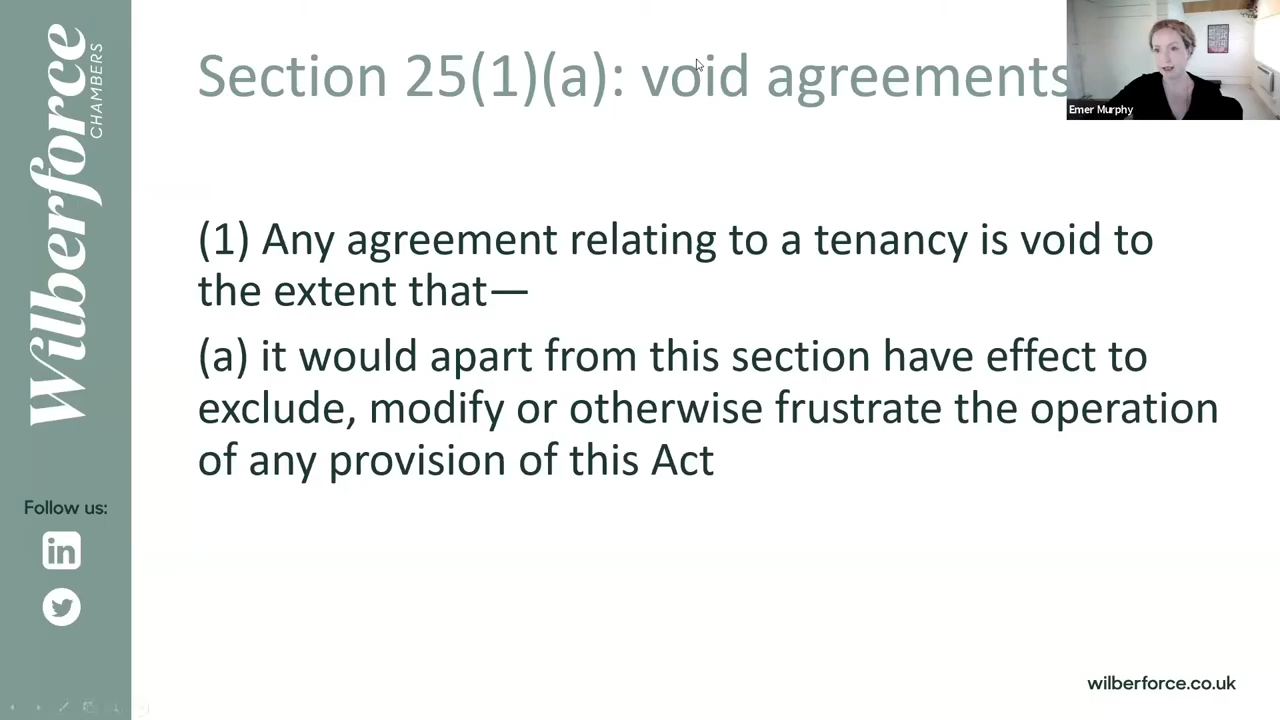 Wilberforce
CHAMBERS
Section 25(1)(a): void agreements
Emer Murphy
(1) Any agreement relating to a tenancy is void to
the extent that—
(a) it would apart from this section have effect to
exclude, modify or otherwise frustrate the operation
of any provision of this Act
Follow us:
in
wilberforce.co.uk